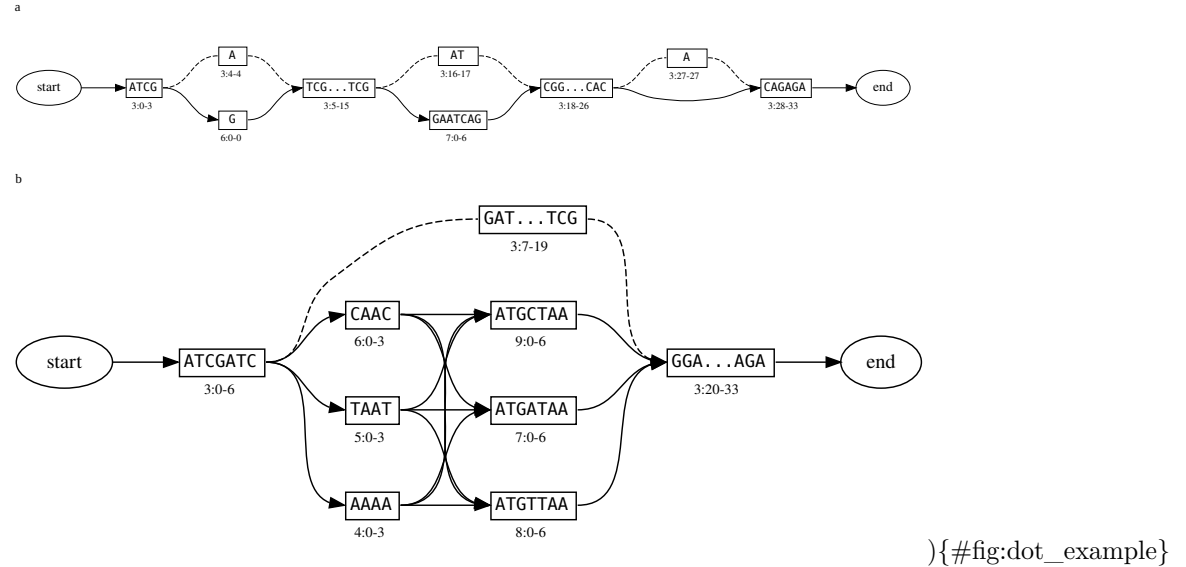 a
A
3:4-4
AT
3:16-17
A
3:27-27
start
ATCG
3:0-3
TCG...TCG
3:5-15
CGG...CAC
3:18-26
CAGAGA
3:28-33
end
G
6:0-0
GAATCAG
7:0-6
b
GAT...TCG
3:7-19
CAAC
6:0-3
ATGCTAA
9:0-6
start
ATCGATC
3:0-6
GGA...AGA
3:20-33
end
TAAT
5:0-3
ATGATAA
7:0-6
AAAA
4:0-3
ATGTTAA
8:0-6
){#fig:dot_example}